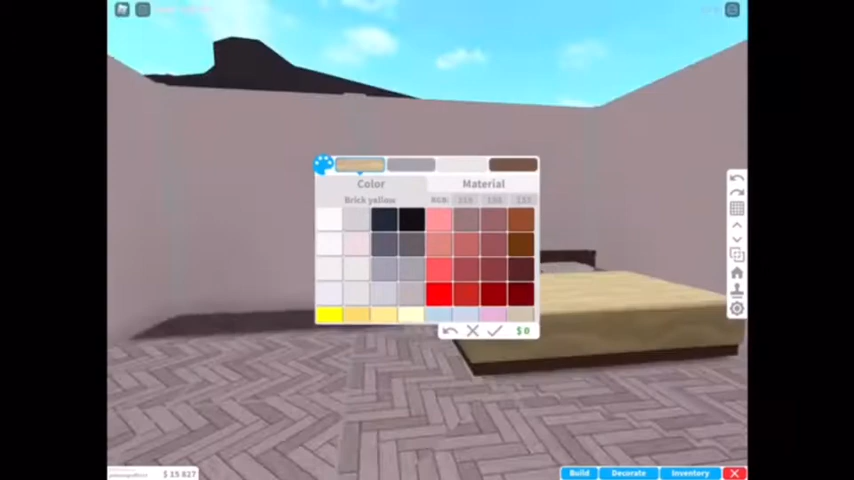 Color
Material
Brick yellow
RGB:
$ 0
$ 15 827
Build
Decorate
Inventory